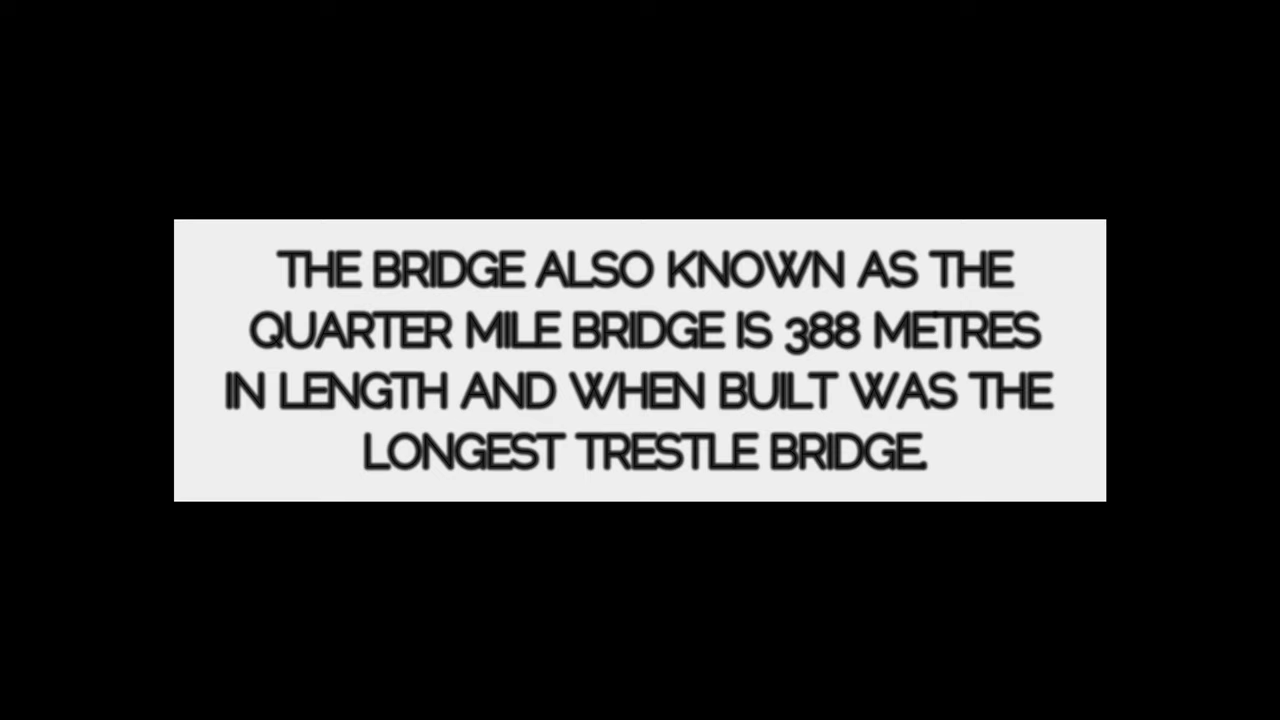 THE BRIDGE ALSO KNOWN AS THE
QUARTER MILE BRIDGE IS 388 METRES
IN LENGTH AND WHEN BUILT WAS THE
LONGEST TRESTLE BRIDGE.